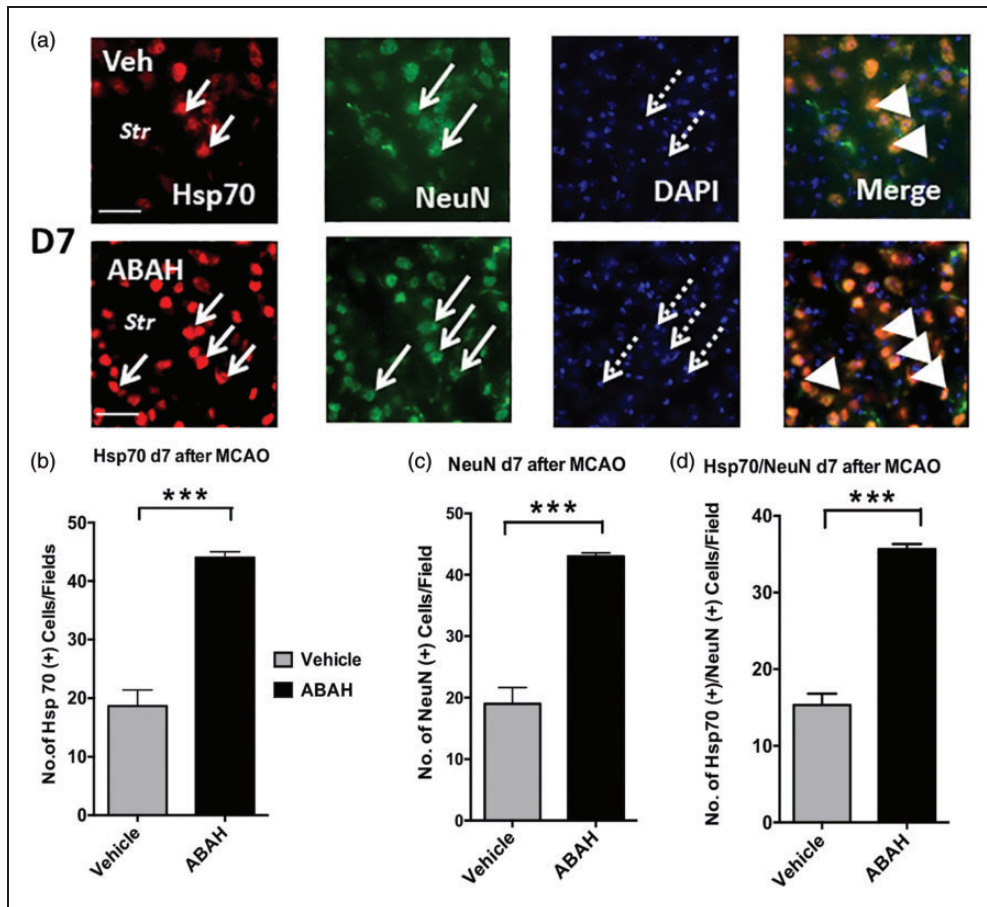 (a)
Veh
Str
Hsp70
NeuN
DAPI
Merge
D7
ABAH
Str
(b)
Hsp70 d7 after MCAO
***
No.of Hsp 70 (+) Cells/Fields
50
40
30
20
10
0
Vehicle
ABAH
Vehicle
ABAH
(c)
NeuN d7 after MCAO
***
No. of NeuN (+) Cells/Field
50
40
30
20
10
0
Vehicle
ABAH
(d)
Hsp70/NeuN d7 after MCAO
***
No. of Hsp70 (+)/NeuN (+) Cells/Field
40
30
20
10
0
Vehicle
ABAH